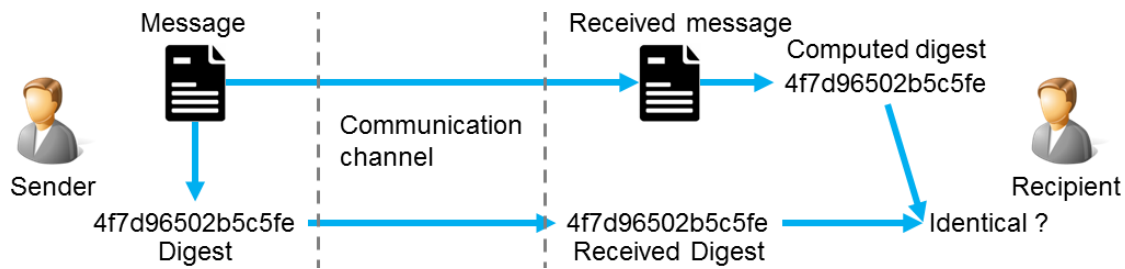 Message
Received message
Computed digest
4f7d96502b5c5fe
Communication
channel
Sender
Recipient
4f7d96502b5c5fe
Digest
4f7d96502b5c5fe
Received Digest
Identical ?